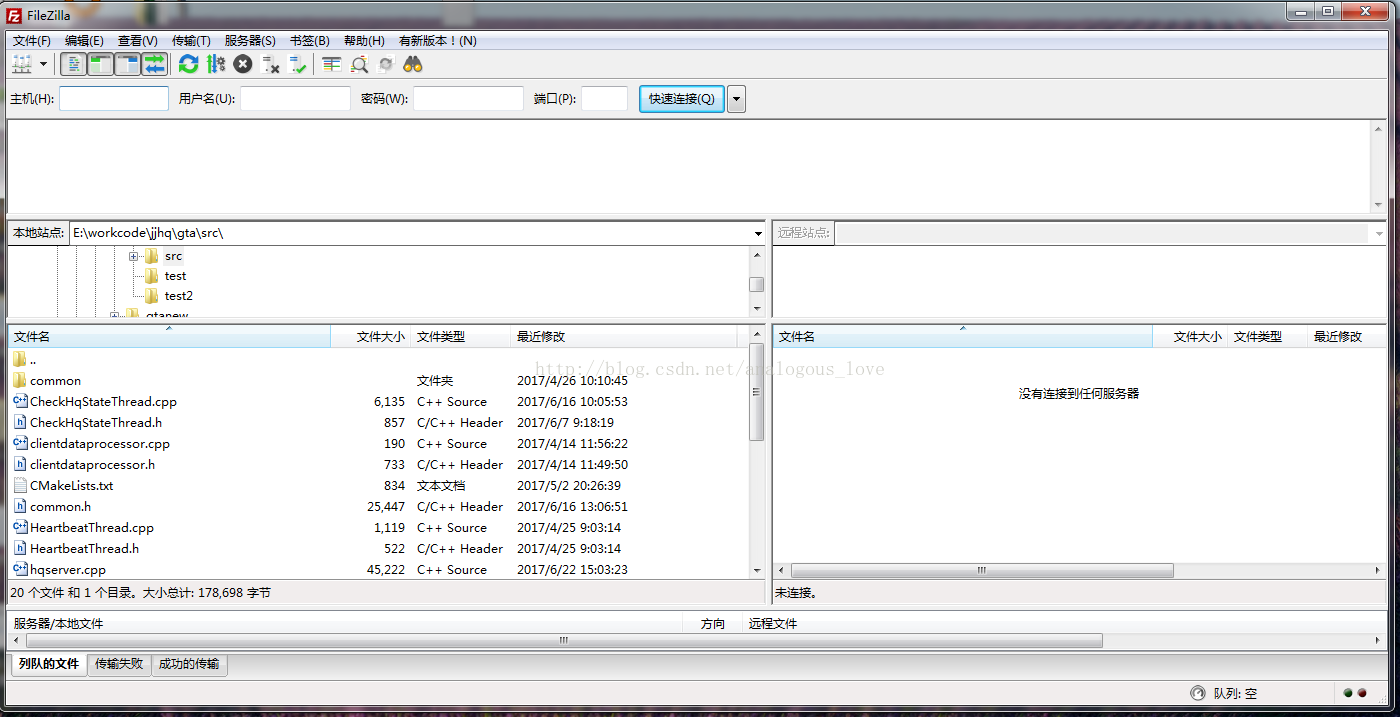 FileZilla
文件(F) 编辑(E) 查看(V) 传输(T) 服务器(S) 书签(B) 帮助(H) 有新版本！(N)
主机(H): 用户名(U): 密码(W): 端口(P): 快速连接(Q)
本地站点: E:\workcode\jjhq\gta\src\ 远程站点:
src
test
test2
gtanew
文件名 文件大小 文件类型 最近修改 文件名 文件大小 文件类型 最近修改
..
http://blog.csdn.net/analogous_love
common 文件夹 2017/4/26 10:10:45
没有连接到任何服务器
CheckHqStateThread.cpp 6,135 C++ Source 2017/6/16 10:05:53
CheckHqStateThread.h 857 C/C++ Header 2017/6/7 9:18:19
clientdataprocessor.cpp 190 C++ Source 2017/4/14 11:56:22
clientdataprocessor.h 733 C/C++ Header 2017/4/14 11:49:50
CMakeLists.txt 834 文本文档 2017/5/2 20:26:39
common.h 25,447 C/C++ Header 2017/6/16 13:06:51
HeartbeatThread.cpp 1,119 C++ Source 2017/4/25 9:03:14
HeartbeatThread.h 522 C/C++ Header 2017/4/25 9:03:14
hqserver.cpp 45,222 C++ Source 2017/6/22 15:03:23
20 个文件 和 1 个目录。大小总计: 178,698 字节 未连接。
服务器/本地文件 方向 远程文件
列队的文件 传输失败 成功的传输
队列: 空